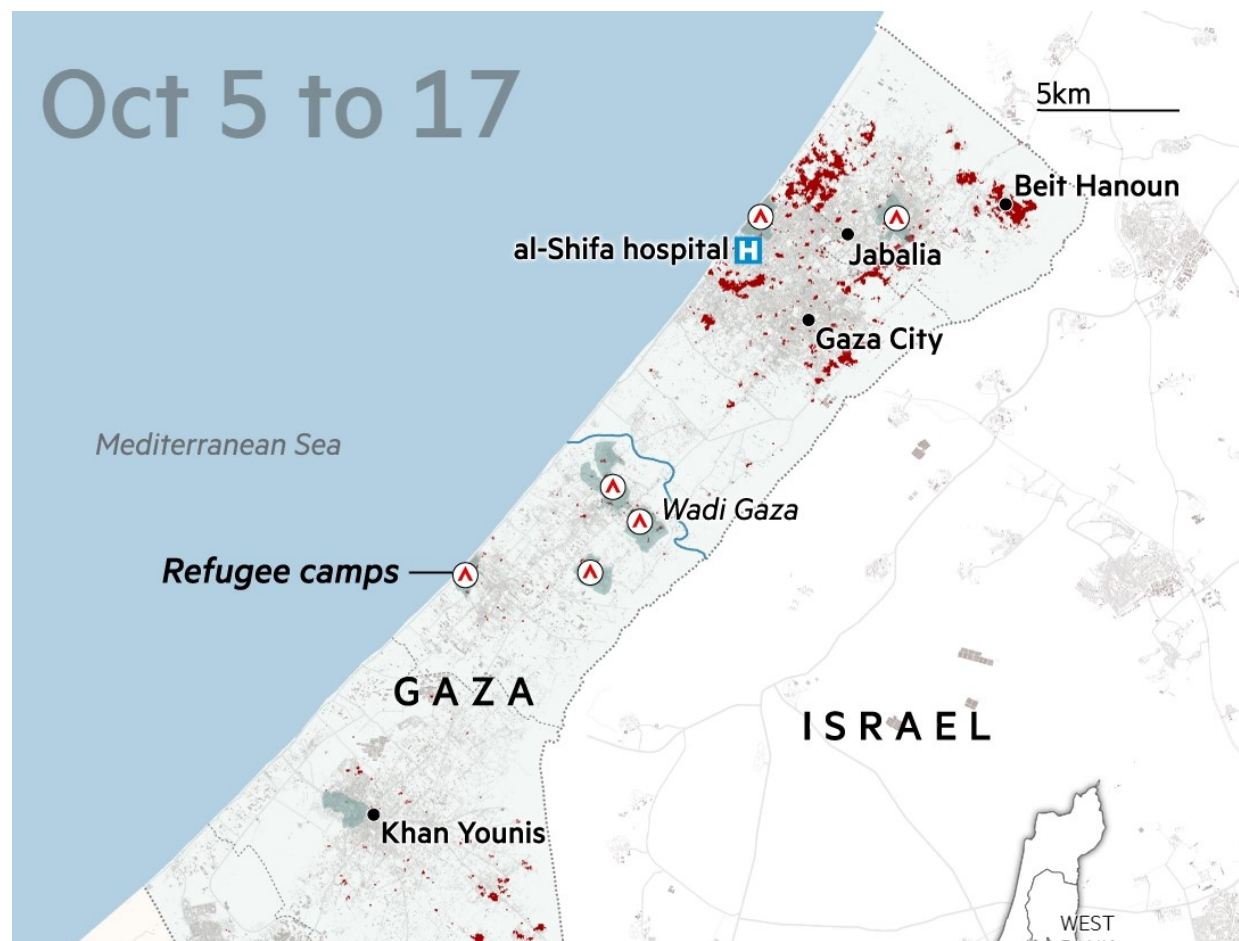 Oct 5 to 17
5km
Beit Hanoun
al-Shifa hospital H
Jabalia
Gaza City
Mediterranean Sea
Wadi Gaza
Refugee camps
GAZA
ISRAEL
Khan Younis
WEST